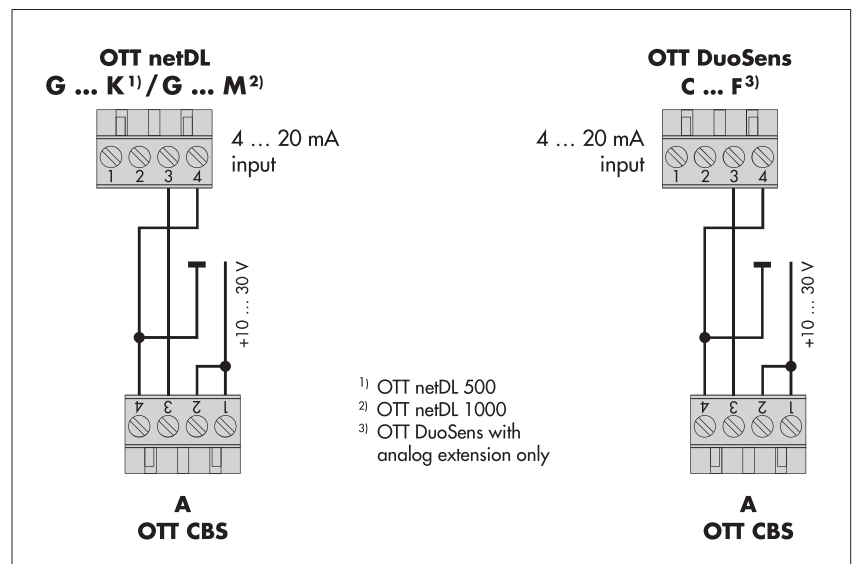 OTT netDL
G ... K¹⁾/G ... M²⁾
4 ... 20 mA
input
1 2 3 4
+10 ... 30 V
4 3 2 1
A
OTT CBS
¹⁾ OTT netDL 500
²⁾ OTT netDL 1000
³⁾ OTT DuoSens with
analog extension only
OTT DuoSens
C ... F³⁾
4 ... 20 mA
input
1 2 3 4
+10 ... 30 V
4 3 2 1
A
OTT CBS